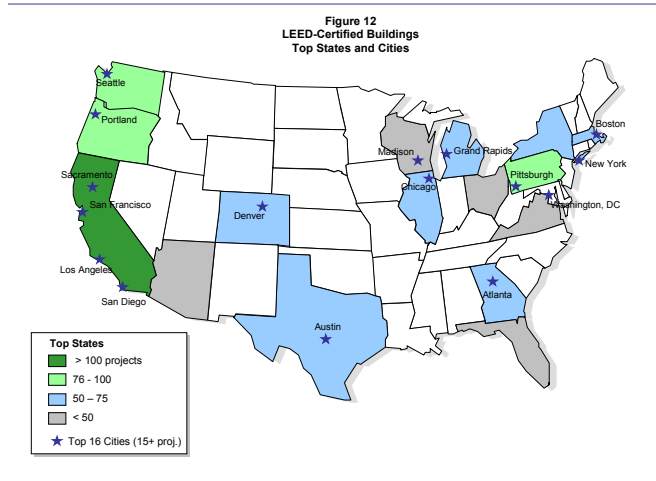 Figure 12
LEED-Certified Buildings
Top States and Cities
Seattle
Portland
Sacramento
San Francisco
Los Angeles
San Diego
Denver
Austin
Madison
Chicago
Grand Rapids
Pittsburgh
Boston
New York
Washington, DC
Atlanta
Top States
> 100 projects
76 - 100
50 – 75
< 50
Top 16 Cities (15+ proj.)